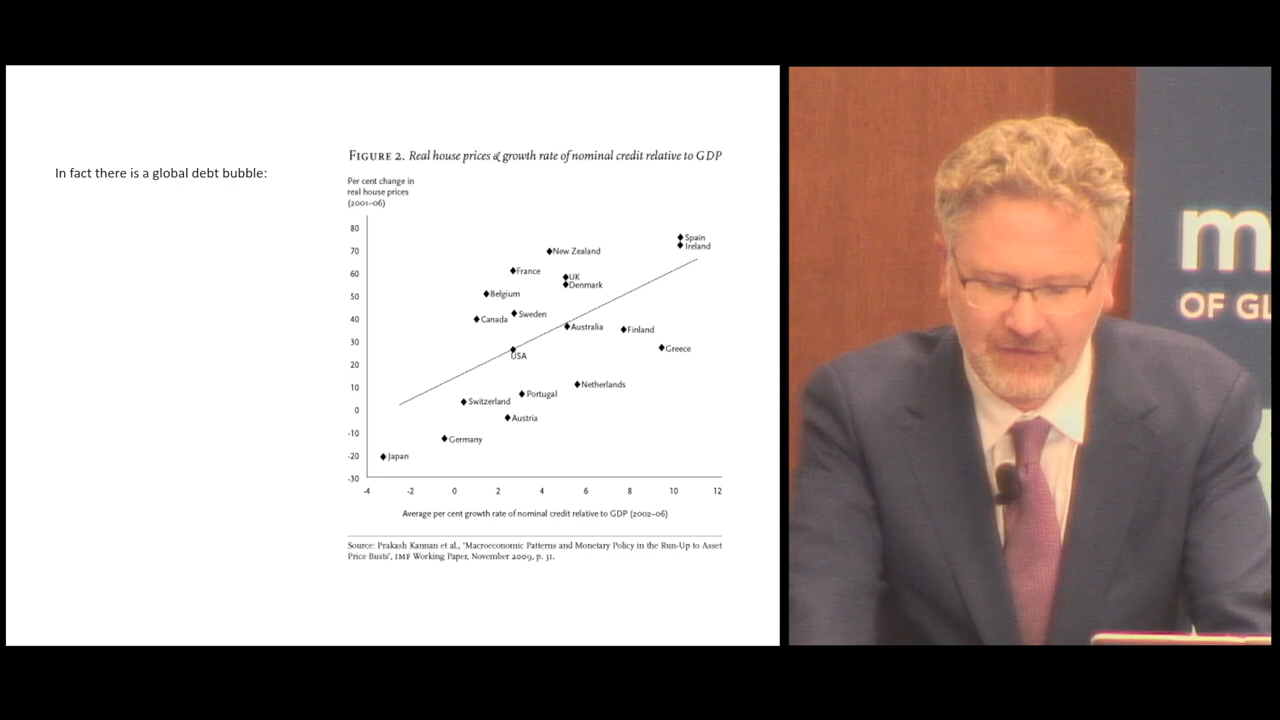 In fact there is a global debt bubble:
FIGURE 2. Real house prices & growth rate of nominal credit relative to GDP
Per cent change in
real house prices
(2001–06)
80
70
60
50
40
30
20
10
0
-10
-20
-30
-4
-2
0
2
4
6
8
10
12
Spain
Ireland
New Zealand
France
UK
Denmark
Belgium
Sweden
Canada
Australia
Finland
Greece
USA
Netherlands
Portugal
Switzerland
Austria
Germany
Japan
Average per cent growth rate of nominal credit relative to GDP (2002–06)
Source: Prakash Kannan et al., 'Macroeconomic Patterns and Monetary Policy in the Run-Up to Asset
Price Busts', IMF Working Paper, November 2009, p. 31.
m
OF GL